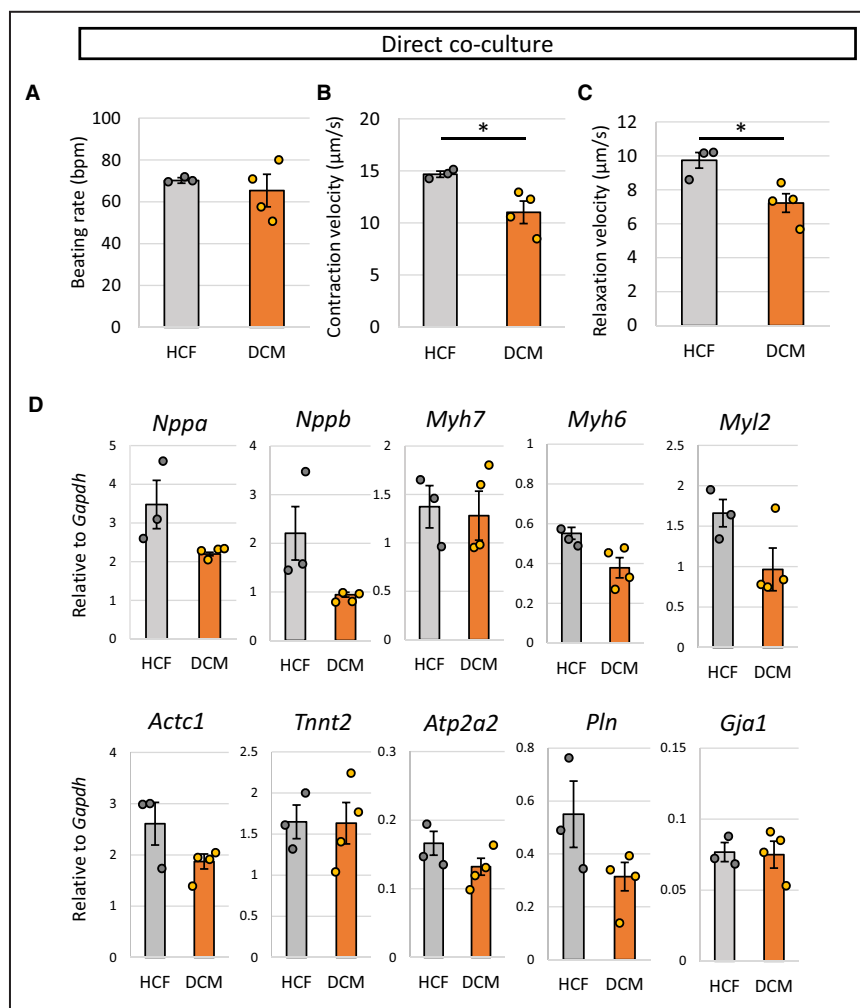 Direct co-culture
A
B
C
Beating rate (bpm)
100
80
60
40
20
0
HCF
DCM
Contraction velocity (μm/s)
20
15
10
5
0
*
HCF
DCM
Relaxation velocity (μm/s)
12
10
8
6
4
2
0
*
HCF
DCM
D
Relative to Gapdh
Nppa
5
4
3
2
1
0
HCF
DCM
Nppb
4
3
2
1
0
HCF
DCM
Myh7
2
1.5
1
0.5
0
HCF
DCM
Myh6
1
0.8
0.6
0.4
0.2
0
HCF
DCM
Myl2
2.5
2
1.5
1
0.5
0
HCF
DCM
Relative to Gapdh
Actc1
4
3
2
1
0
HCF
DCM
Tnnt2
2.5
2
1.5
1
0.5
0
HCF
DCM
Atp2a2
0.3
0.2
0.1
0
HCF
DCM
Pln
0.8
0.6
0.4
0.2
0
HCF
DCM
Gja1
0.15
0.1
0.05
0
HCF
DCM